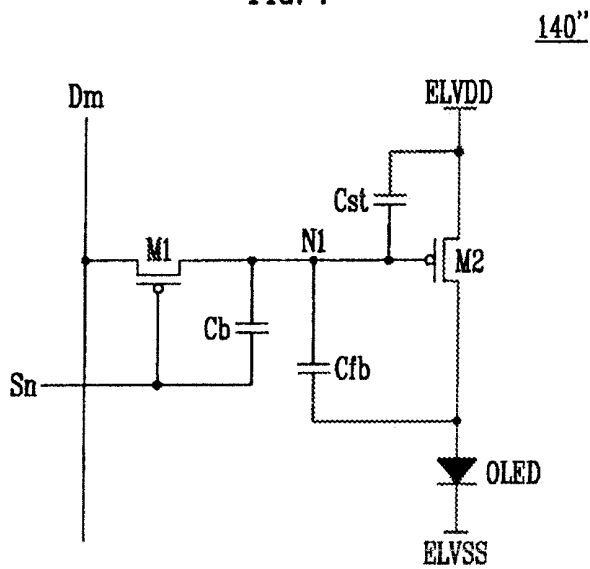 140"
Dm
ELVDD
Cst
M1
N1
M2
Cb
Cfb
Sn
OLED
ELVSS